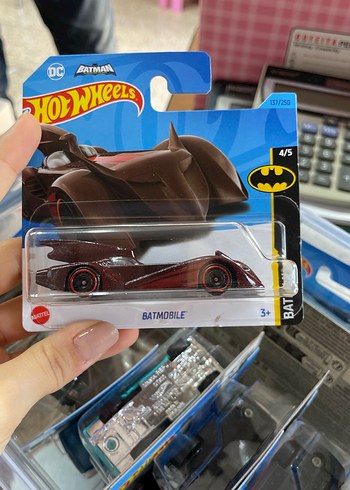 DC
BATMAN
HOT WHEELS
137/250
4/5
BATMOBILE
3+
MATTEL
BAT